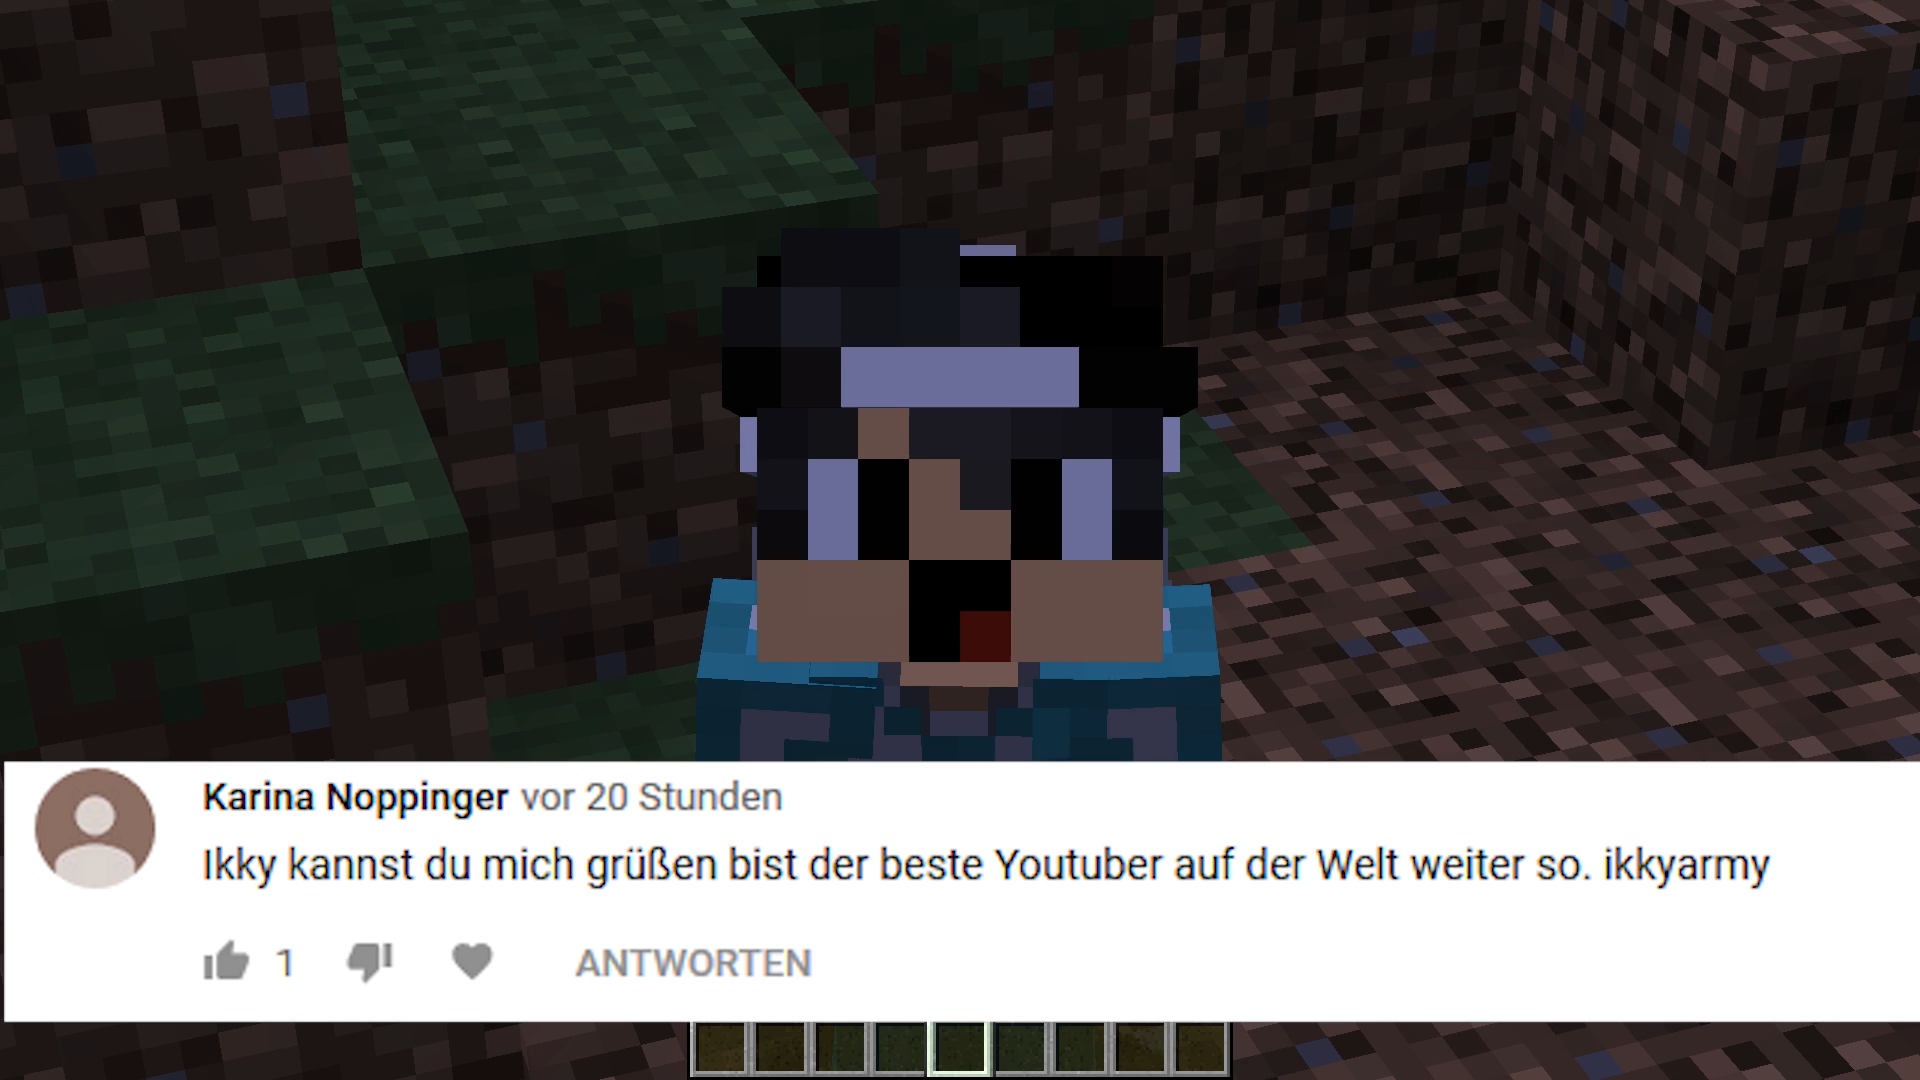 Karina Noppinger vor 20 Stunden
Ikky kannst du mich grüßen bist der beste Youtuber auf der Welt weiter so. ikkyarmy
1
ANTWORTEN